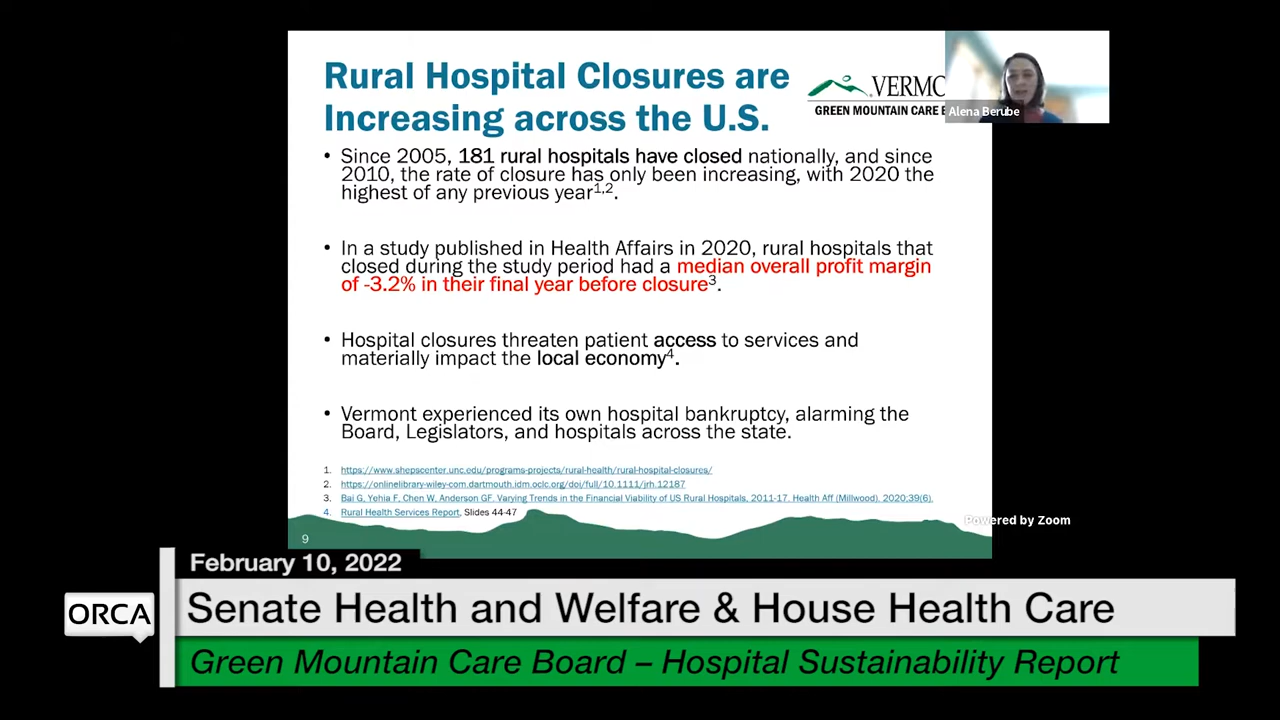 Rural Hospital Closures are
Increasing across the U.S.
VERMO
GREEN MOUNTAIN CARE B
Alena Berube
• Since 2005, 181 rural hospitals have closed nationally, and since
2010, the rate of closure has only been increasing, with 2020 the
highest of any previous year1,2.
• In a study published in Health Affairs in 2020, rural hospitals that
closed during the study period had a median overall profit margin
of -3.2% in their final year before closure3.
• Hospital closures threaten patient access to services and
materially impact the local economy4.
• Vermont experienced its own hospital bankruptcy, alarming the
Board, Legislators, and hospitals across the state.
1. https://www.shepscenter.unc.edu/programs-projects/rural-health/rural-hospital-closures/
2. https://onlinelibrary-wiley-com.dartmouth.idm.oclc.org/doi/full/10.1111/jrh.12187
3. Bai G, Yehia F, Chen W, Anderson GF. Varying Trends in the Financial Viability of US Rural Hospitals, 2011-17. Health Aff (Millwood). 2020;39(6).
4. Rural Health Services Report, Slides 44-47
Powered by Zoom
9
February 10, 2022
ORCA
Senate Health and Welfare & House Health Care
Green Mountain Care Board – Hospital Sustainability Report